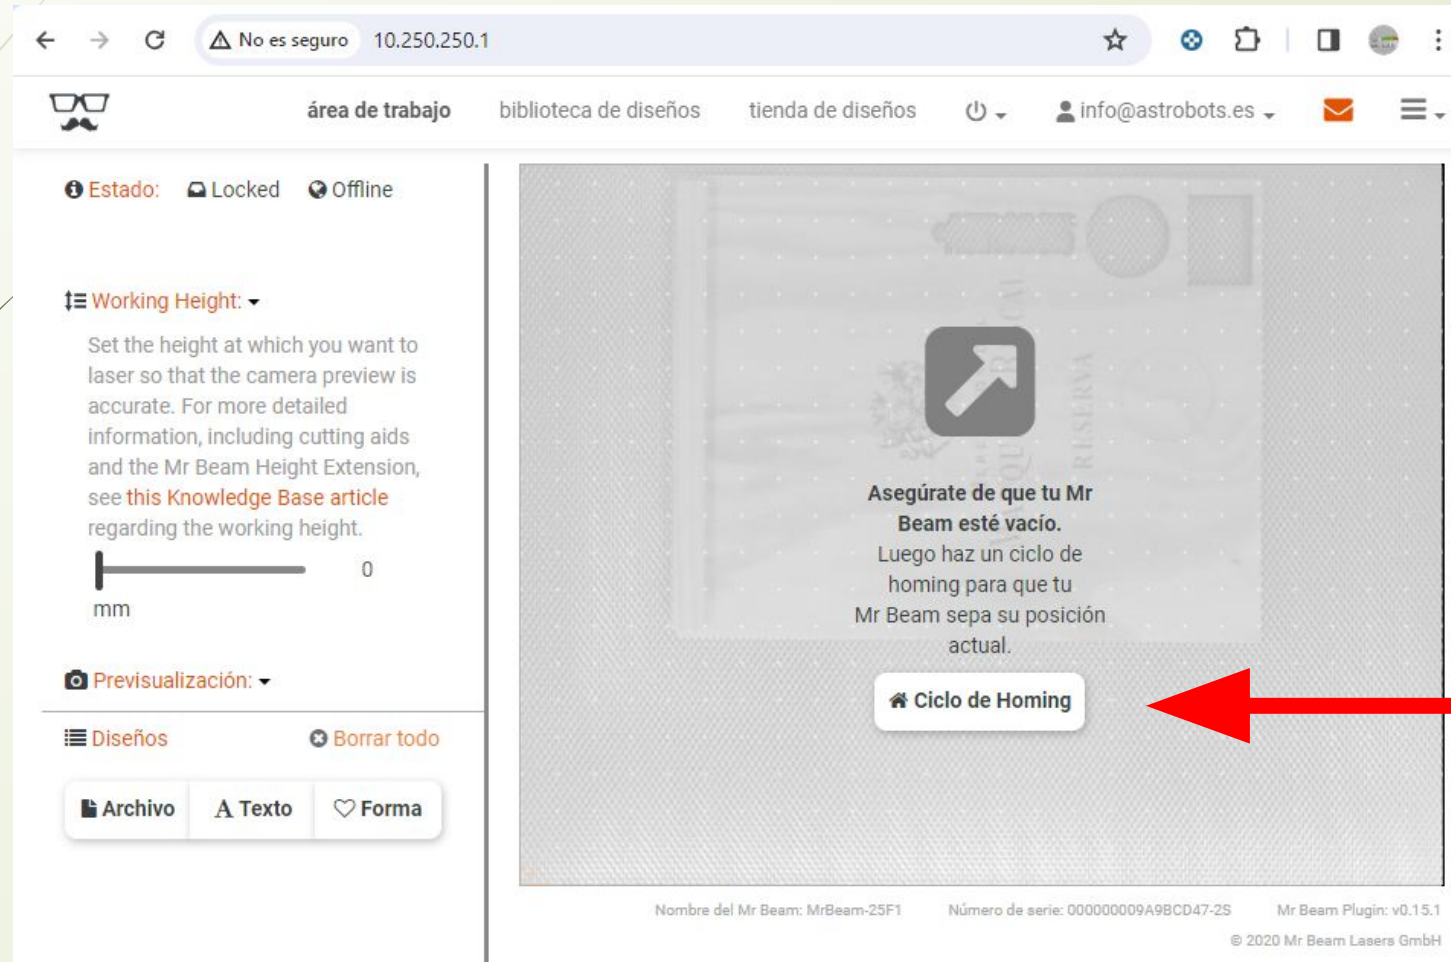 No es seguro 10.250.250.1
área de trabajo biblioteca de diseños tienda de diseños info@astrobots.es
Estado: Locked Offline
Working Height:
Set the height at which you want to
laser so that the camera preview is
accurate. For more detailed
information, including cutting aids
and the Mr Beam Height Extension,
see this Knowledge Base article
regarding the working height.
0
mm
Previsualización:
Diseños Borrar todo
Archivo A Texto Forma
RESERVA
Asegúrate de que tu Mr
Beam esté vacío.
Luego haz un ciclo de
homing para que tu
Mr Beam sepa su posición
actual.
Ciclo de Homing
Nombre del Mr Beam: MrBeam-25F1 Número de serie: 000000009A9BCD47-2S Mr Beam Plugin: v0.15.1
© 2020 Mr Beam Lasers GmbH